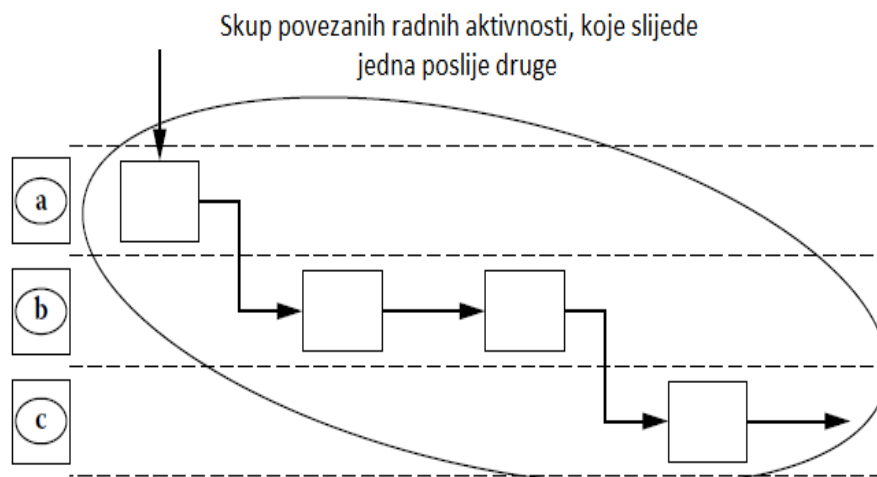 Skup povezanih radnih aktivnosti, koje slijede
jedna poslije druge
a
b
c